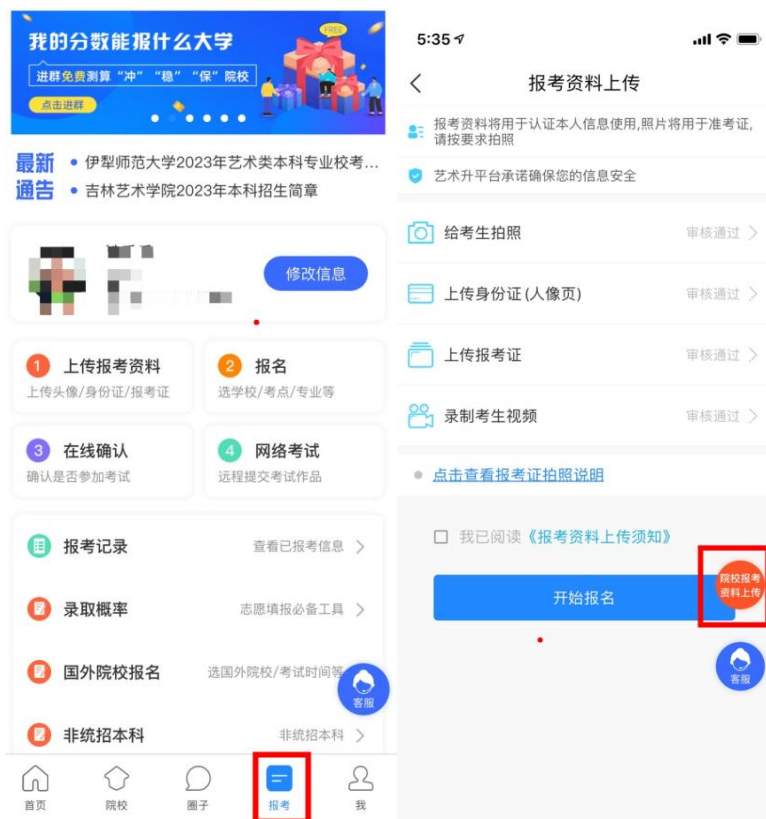 我的分数能报什么大学
FREE
进群免费测算“冲”“稳”“保”院校
点击进群
最新
通告
伊犁师范大学2023年艺术类本科专业校考...
吉林艺术学院2023年本科招生简章
修改信息
1 上传报考资料
上传头像/身份证/报考证
2 报名
选学校/考点/专业等
3 在线确认
确认是否参加考试
4 网络考试
远程提交考试作品
报考记录
查看已报考信息
录取概率
志愿填报必备工具
国外院校报名
选国外院校/考试时间等
非统招本科
非统招本科
客服
首页
院校
圈子
报考
我
5:35
报考资料上传
报考资料将用于认证本人信息使用,照片将用于准考证,
请按要求拍照
艺术升平台承诺确保您的信息安全
给考生拍照
审核通过
上传身份证(人像页)
审核通过
上传报考证
审核通过
录制考生视频
审核通过
点击查看报考证拍照说明
我已阅读《报考资料上传须知》
开始报名
院校报考
资料上传
客服